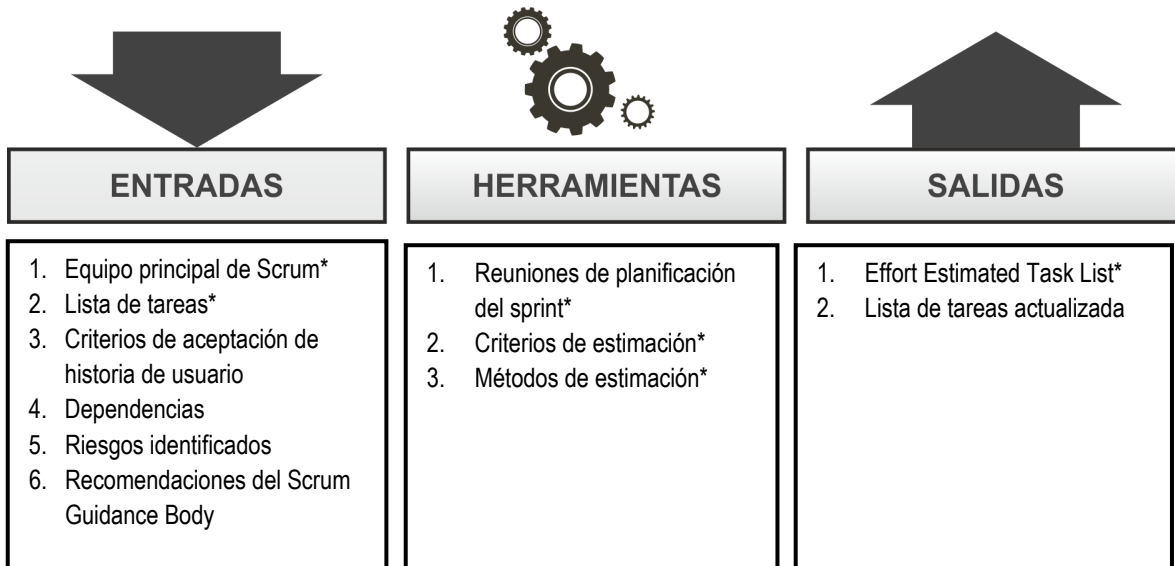 ENTRADAS
HERRAMIENTAS
SALIDAS
1. Equipo principal de Scrum*
2. Lista de tareas*
3. Criterios de aceptación de
historia de usuario
4. Dependencias
5. Riesgos identificados
6. Recomendaciones del Scrum
Guidance Body
1. Reuniones de planificación
del sprint*
2. Criterios de estimación*
3. Métodos de estimación*
1. Effort Estimated Task List*
2. Lista de tareas actualizada